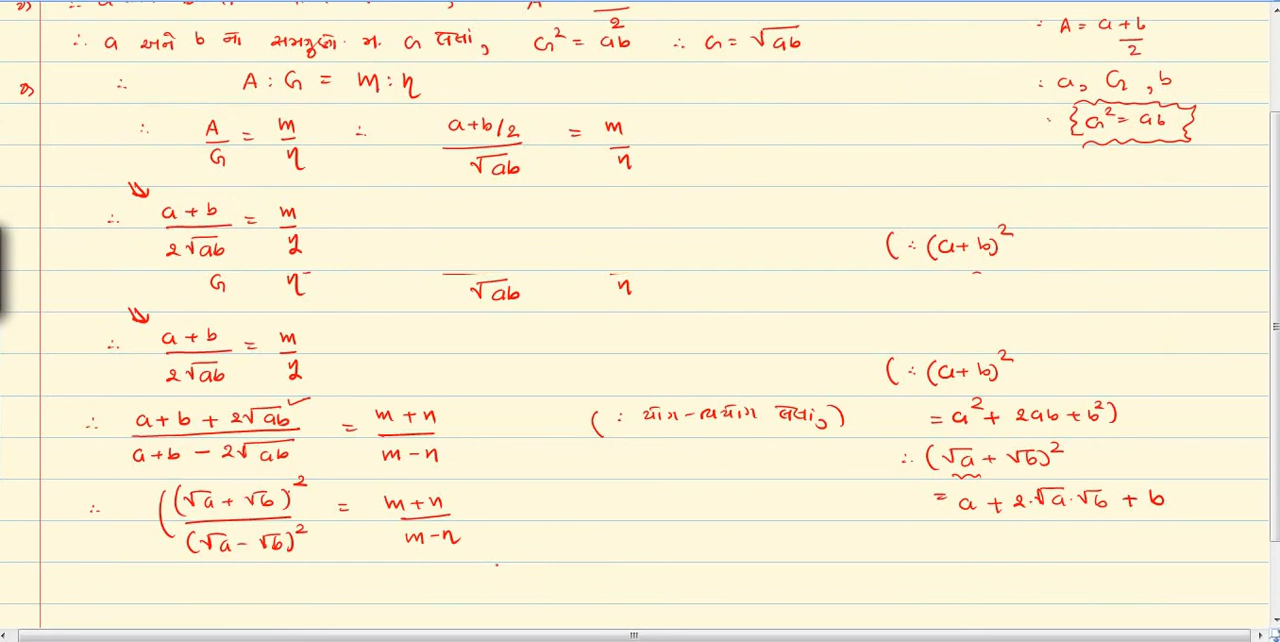 2
∴ a અને b ના સમગુણો. મ. G લેતાં, G² = ab ∴ G = √ab
∴ A : G = m : n
∴ A/G = m/n ∴ (a+b/2)/√ab = m/n
∴ (a+b)/(2√ab) = m/n
G n √ab n
∴ (a+b)/(2√ab) = m/n
∴ (a+b+2√ab)/(a+b-2√ab) = (m+n)/(m-n) (∵ યોગ-વિયોગ લેતાં,)
∴ ((√a+√b)²/(√a-√b)² = (m+n)/(m-n)
: A = (a+b)/2
: a, G, b
{G² = ab}
(∴ (a+b)²
(∴ (a+b)²
= a² + 2ab + b²)
∴ (√a + √b)²
= a + 2·√a·√b + b